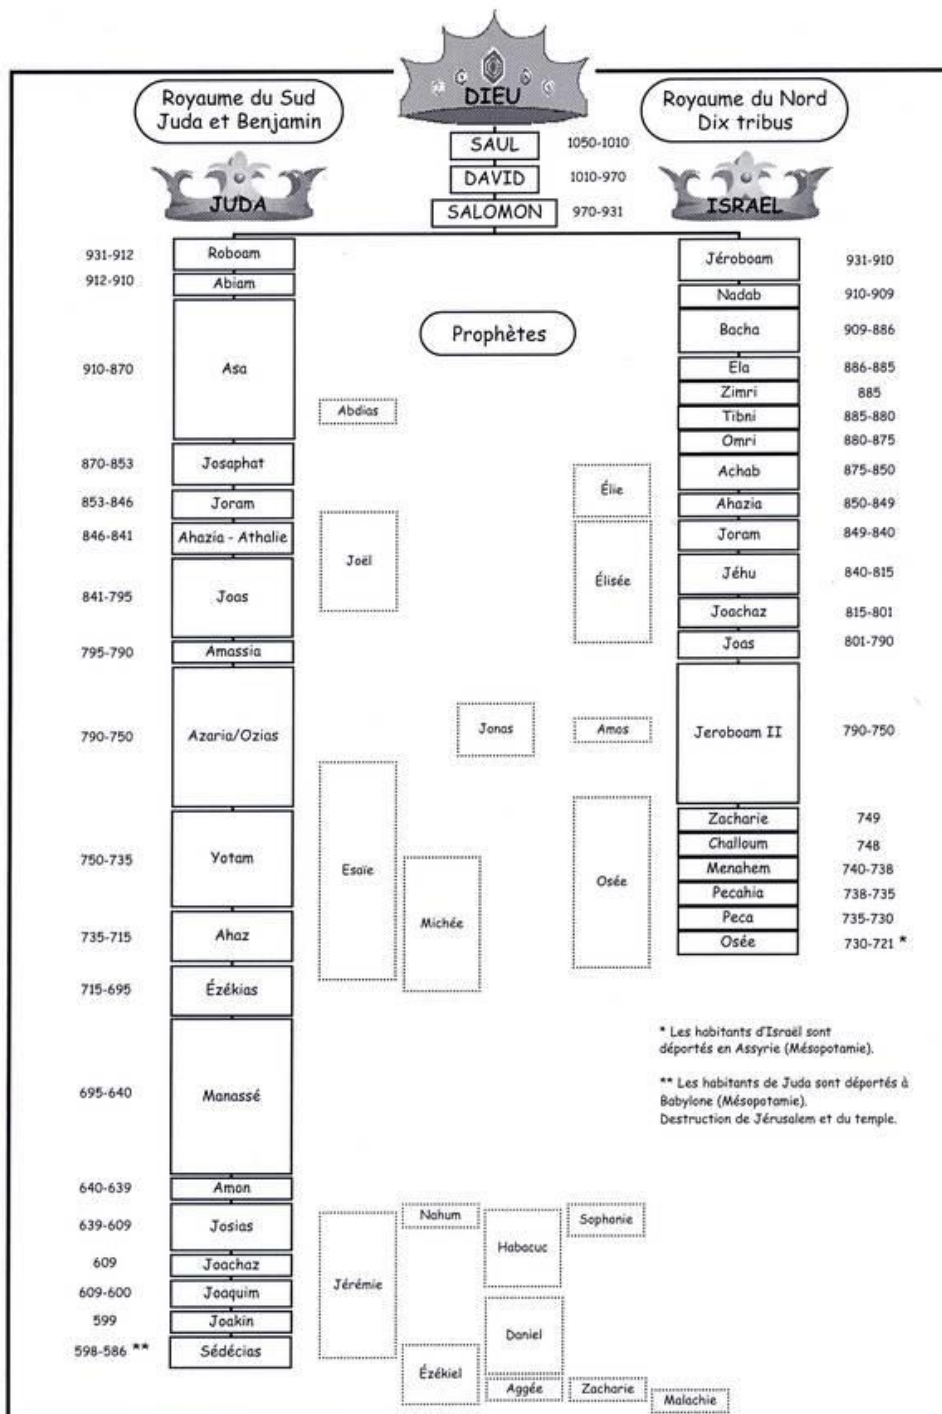 DIEU
Royaume du Sud
Juda et Benjamin
Royaume du Nord
Dix tribus
SAUL 1050-1010
DAVID 1010-970
SALOMON 970-931
JUDA
ISRAEL
931-912 Roboam
912-910 Abiam
910-870 Asa
870-853 Josaphat
853-846 Joram
846-841 Ahazia - Athalie
841-795 Joas
795-790 Amassia
790-750 Azaria/Ozias
750-735 Yotam
735-715 Ahaz
715-695 Ézékias
695-640 Manassé
640-639 Amon
639-609 Josias
609 Joachaz
609-600 Joaquim
599 Joakin
598-586 ** Sédécias
Prophètes
Abdias
Élie
Joël
Élisée
Jonas
Amos
Esaïe
Michée
Osée
Nahum
Sophonie
Habacuc
Jérémie
Daniel
Ézékiel
Aggée
Zacharie
Malachie
Jéroboam 931-910
Nadab 910-909
Bacha 909-886
Ela 886-885
Zimri 885
Tibni 885-880
Omri 880-875
Achab 875-850
Ahazia 850-849
Joram 849-840
Jéhu 840-815
Joachaz 815-801
Joas 801-790
Jeroboam II 790-750
Zacharie 749
Challoum 748
Menahem 740-738
Pecahia 738-735
Peca 735-730
Osée 730-721 *
* Les habitants d'Israël sont
déportés en Assyrie (Mésopotamie).
** Les habitants de Juda sont déportés à
Babylone (Mésopotamie).
Destruction de Jérusalem et du temple.